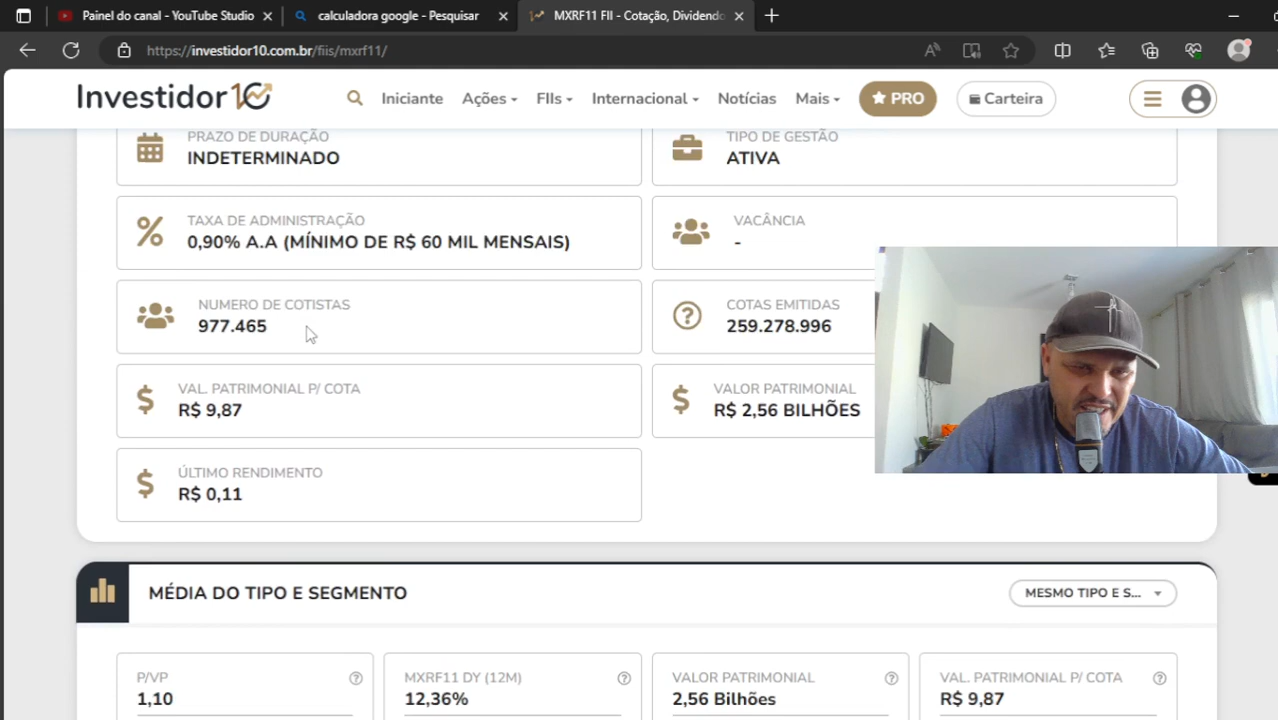 Painel do canal - YouTube Studio
calculadora google - Pesquisar
MXRF11 FII - Cotação, Dividendo
https://investidor10.com.br/fiis/mxrf11/
Investidor 10
Iniciante
Ações
FIIs
Internacional
Notícias
Mais
PRO
Carteira
PRAZO DE DURAÇÃO
INDETERMINADO
TIPO DE GESTÃO
ATIVA
TAXA DE ADMINISTRAÇÃO
0,90% A.A (MÍNIMO DE R$ 60 MIL MENSAIS)
VACÂNCIA
-
NUMERO DE COTISTAS
977.465
COTAS EMITIDAS
259.278.996
VAL. PATRIMONIAL P/ COTA
R$ 9,87
VALOR PATRIMONIAL
R$ 2,56 BILHÕES
ÚLTIMO RENDIMENTO
R$ 0,11
MÉDIA DO TIPO E SEGMENTO
MESMO TIPO E S...
P/VP
1,10
MXRF11 DY (12M)
12,36%
VALOR PATRIMONIAL
2,56 Bilhões
VAL. PATRIMONIAL P/ COTA
R$ 9,87